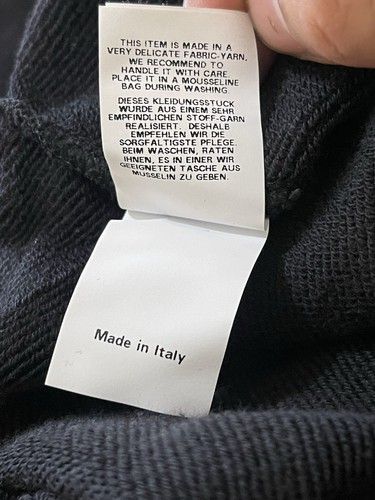 THIS ITEM IS MADE IN A
VERY DELICATE FABRIC-YARN,
WE RECOMMEND TO
HANDLE IT WITH CARE.
PLACE IT IN A MOUSSELINE
BAG DURING WASHING.
DIESES KLEIDUNGSSTUCK
WURDE AUS EINEM SEHR
EMPFINDLICHEN STOFF-GARN
REALISIERT. DESHALB
EMPFEHLEN WIR DIE
SORGFALTIGSTE PFLEGE.
BEIM WASCHEN, RATEN
IHNEN, ES IN EINER WIR
GEEIGNETEN TASCHE AUS
MUSSELIN ZU GEBEN.
Made in Italy